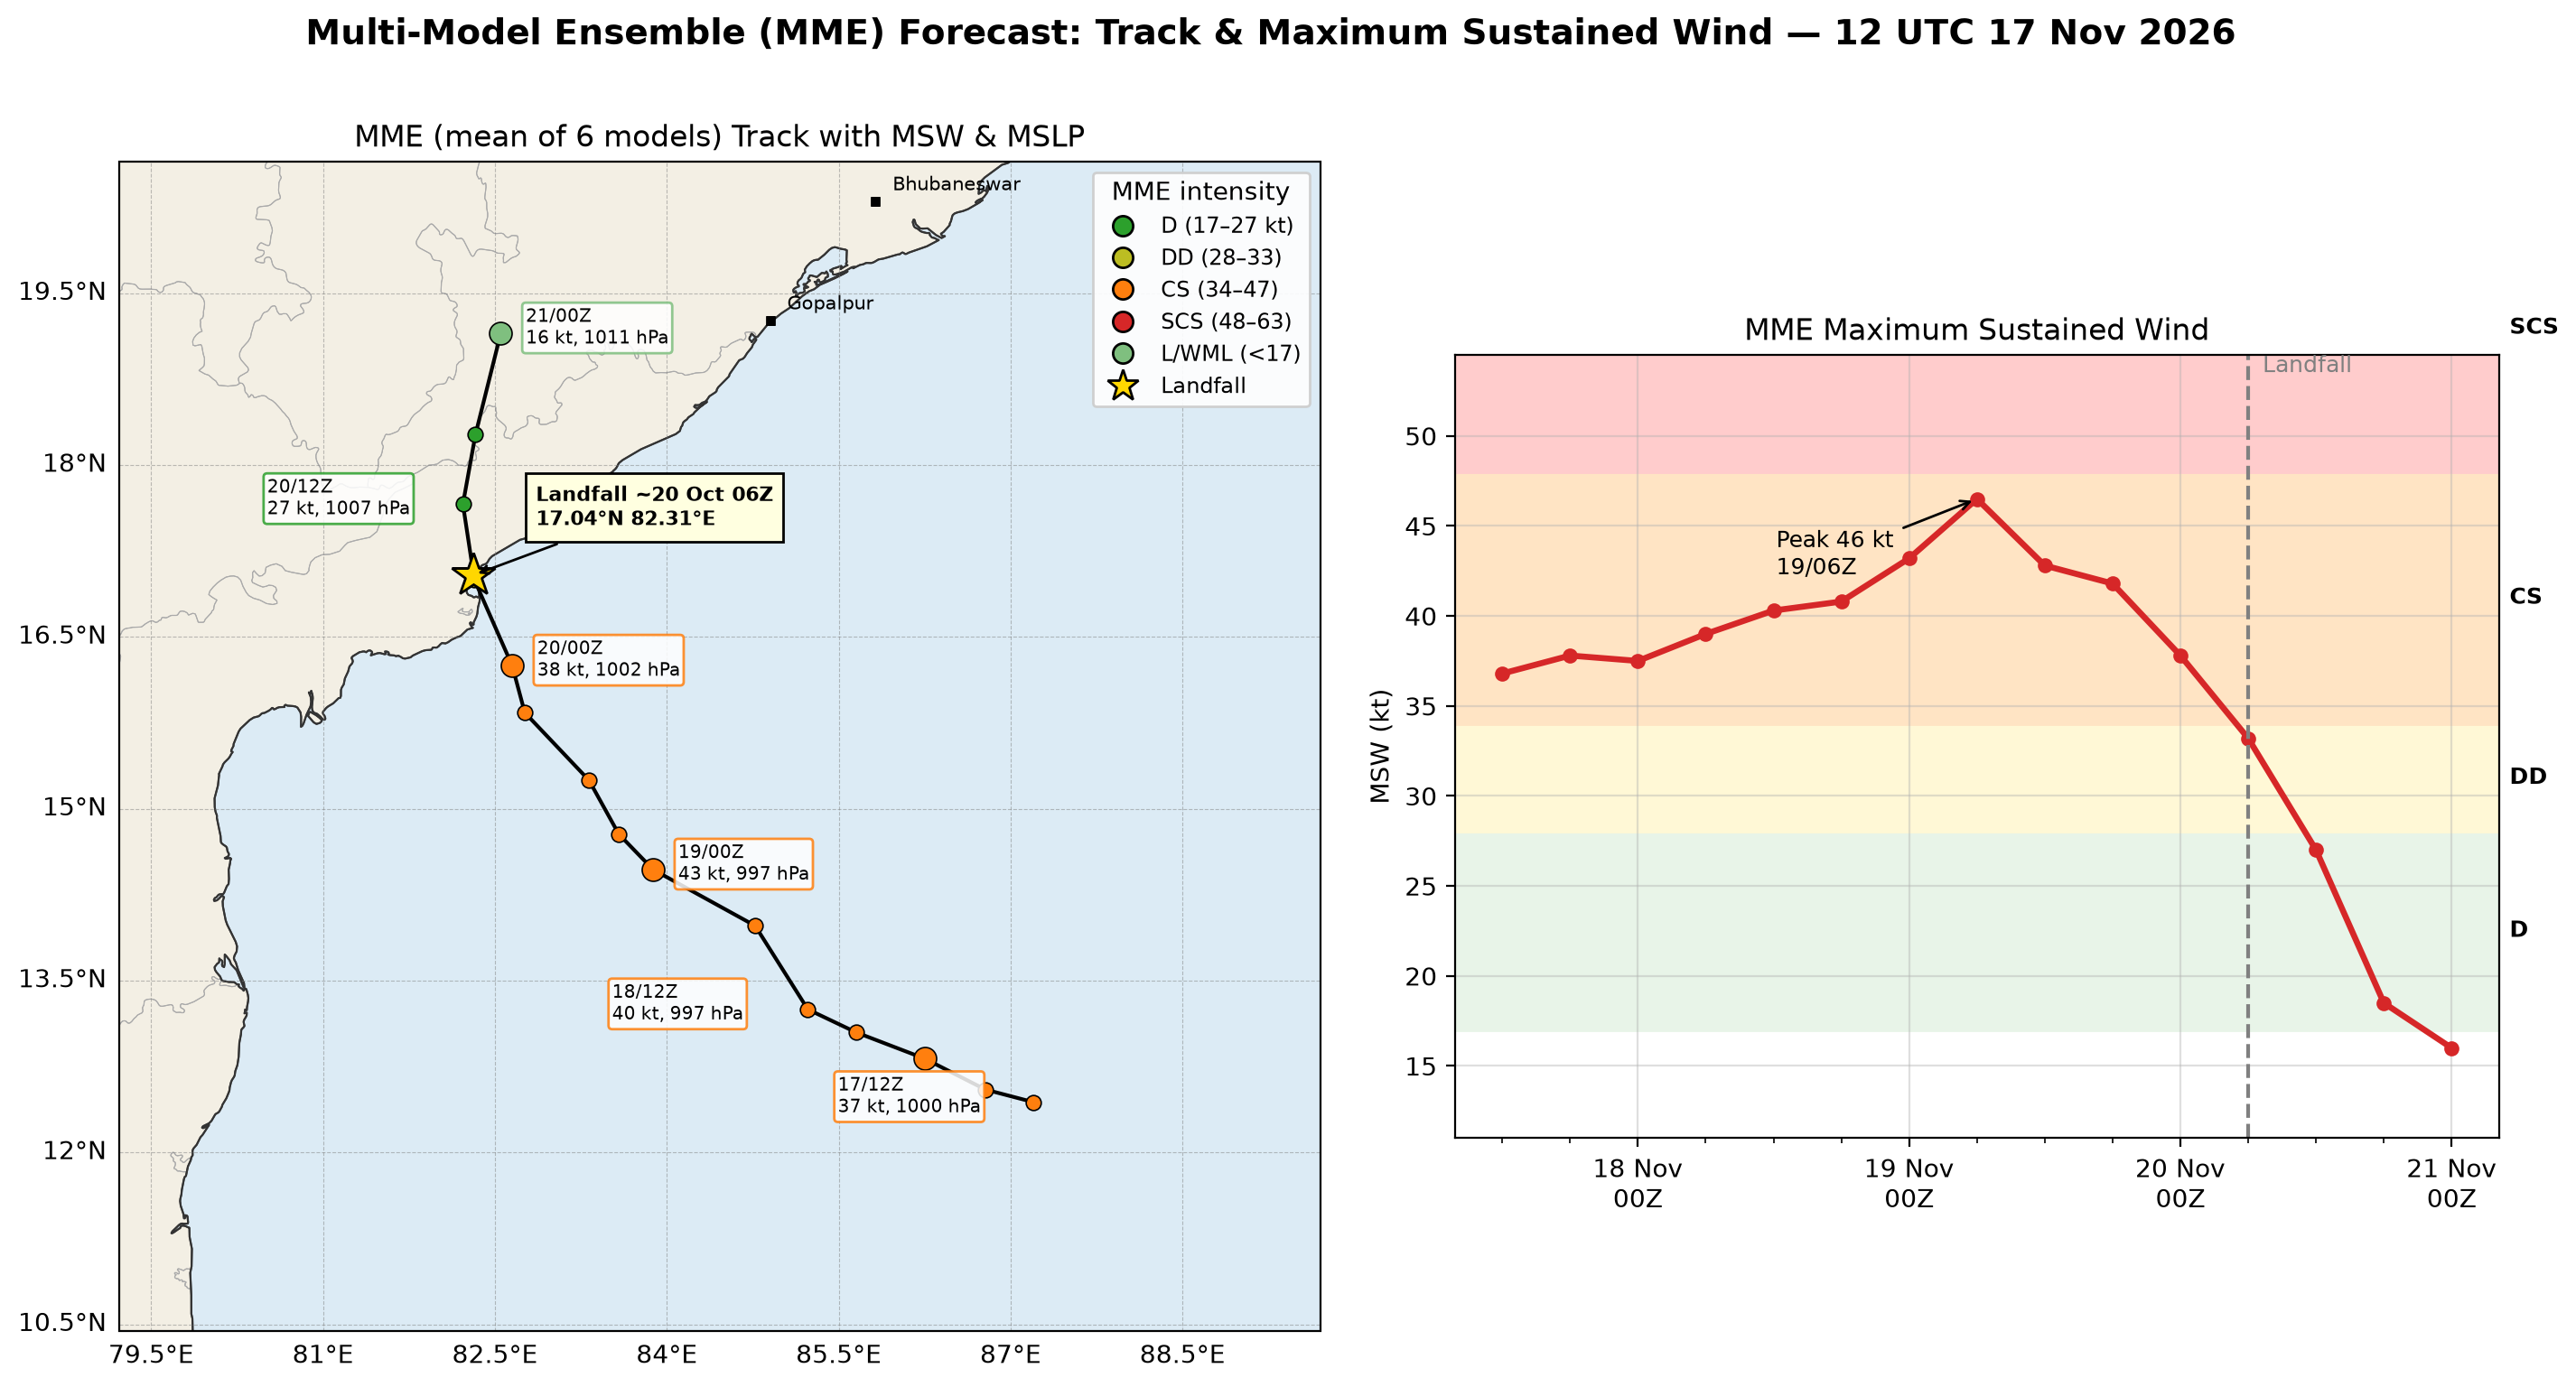 Multi-Model Ensemble (MME) Forecast: Track & Maximum Sustained Wind — 12 UTC 17 Nov 2026
MME (mean of 6 models) Track with MSW & MSLP
19.5°N
18°N
16.5°N
15°N
13.5°N
12°N
10.5°N
79.5°E
81°E
82.5°E
84°E
85.5°E
87°E
88.5°E
Bhubaneswar
Gopalpur
MME intensity
D (17–27 kt)
DD (28–33)
CS (34–47)
SCS (48–63)
L/WML (<17)
Landfall
21/00Z
16 kt, 1011 hPa
20/12Z
27 kt, 1007 hPa
Landfall ~20 Oct 06Z
17.04°N 82.31°E
20/00Z
38 kt, 1002 hPa
19/00Z
43 kt, 997 hPa
18/12Z
40 kt, 997 hPa
17/12Z
37 kt, 1000 hPa
MME Maximum Sustained Wind
MSW (kt)
50
45
40
35
30
25
20
15
Landfall
Peak 46 kt
19/06Z
SCS
CS
DD
D
18 Nov
00Z
19 Nov
00Z
20 Nov
00Z
21 Nov
00Z